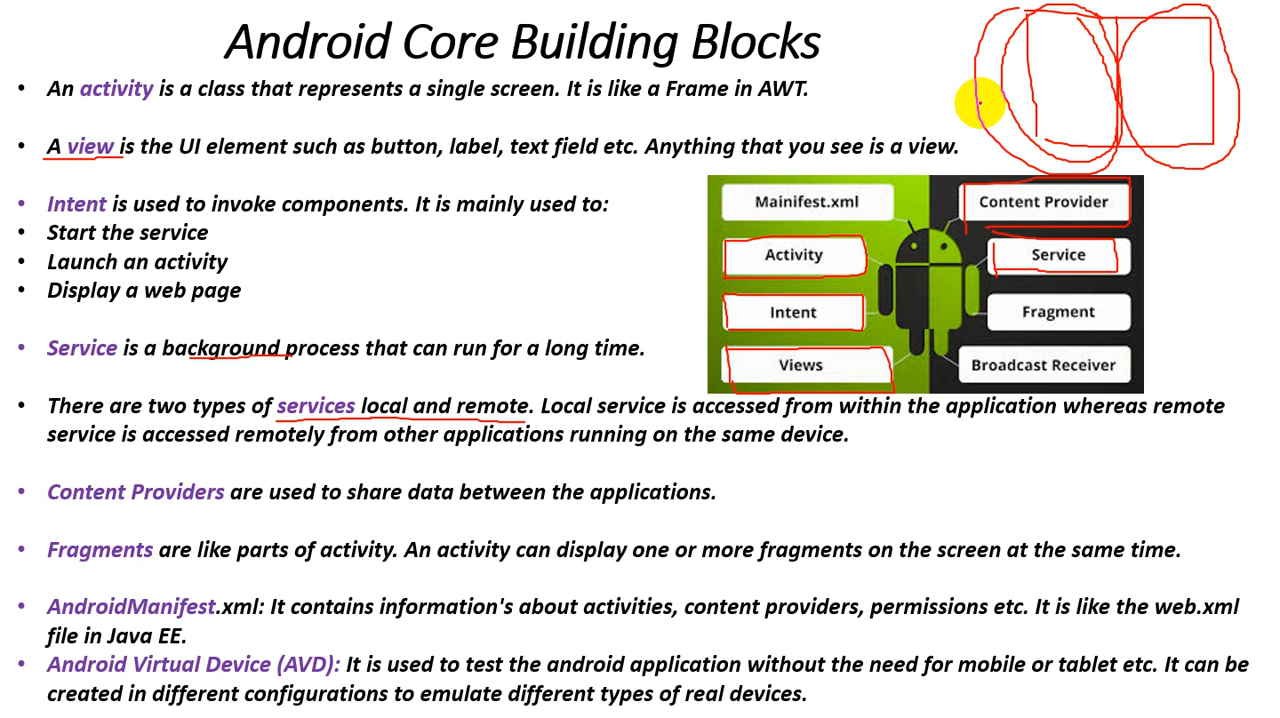 Android Core Building Blocks
• An activity is a class that represents a single screen. It is like a Frame in AWT.
• A view is the UI element such as button, label, text field etc. Anything that you see is a view.
• Intent is used to invoke components. It is mainly used to:
• Start the service
• Launch an activity
• Display a web page
• Service is a background process that can run for a long time.
Mainifest.xml
Activity
Intent
Views
Content Provider
Service
Fragment
Broadcast Receiver
• There are two types of services local and remote. Local service is accessed from within the application whereas remote
service is accessed remotely from other applications running on the same device.
• Content Providers are used to share data between the applications.
• Fragments are like parts of activity. An activity can display one or more fragments on the screen at the same time.
• AndroidManifest.xml: It contains information's about activities, content providers, permissions etc. It is like the web.xml
file in Java EE.
• Android Virtual Device (AVD): It is used to test the android application without the need for mobile or tablet etc. It can be
created in different configurations to emulate different types of real devices.